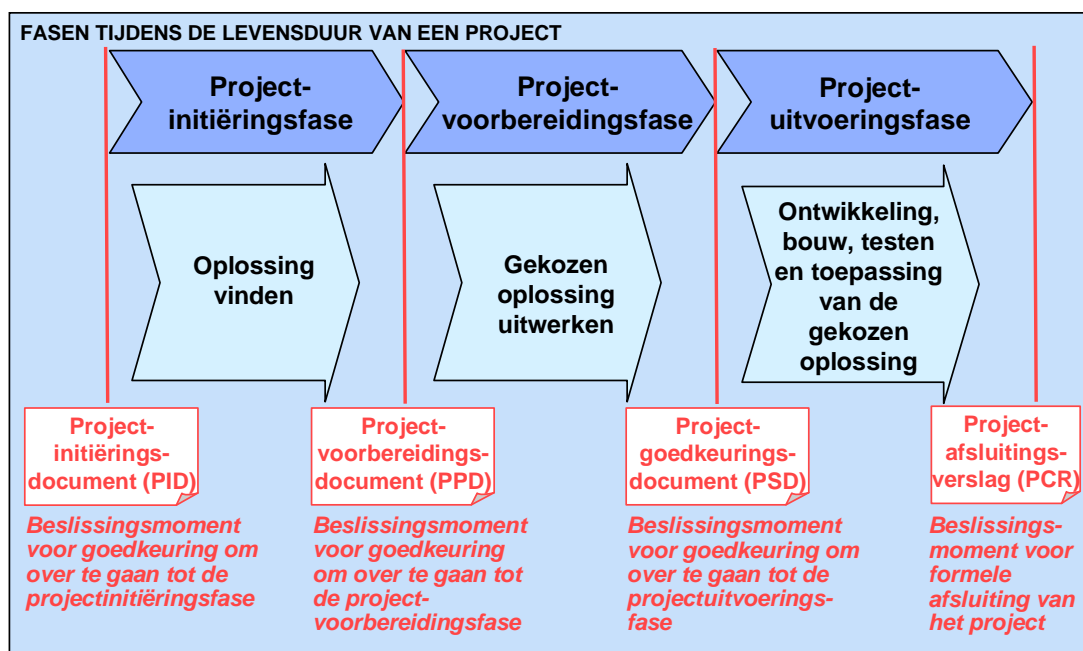 FASEN TIJDENS DE LEVENSDUUR VAN EEN PROJECT
Project-
initiëringsfase
Project-
voorbereidingsfase
Project-
uitvoeringsfase
Oplossing
vinden
Gekozen
oplossing
uitwerken
Ontwikkeling,
bouw, testen
en toepassing
van de
gekozen
oplossing
Project-
initiërings-
document (PID)
Project-
voorbereidings-
document (PPD)
Project-
goedkeurings-
document (PSD)
Project-
afsluitings-
verslag (PCR)
Beslissingsmoment
voor goedkeuring om
over te gaan tot de
projectinitiëringsfase
Beslissingsmoment
voor goedkeuring
om over te gaan tot
de project-
voorbereidingsfase
Beslissingsmoment
voor goedkeuring om
over te gaan tot de
projectuitvoerings-
fase
Beslissings-
moment voor
formele
afsluiting van
het project